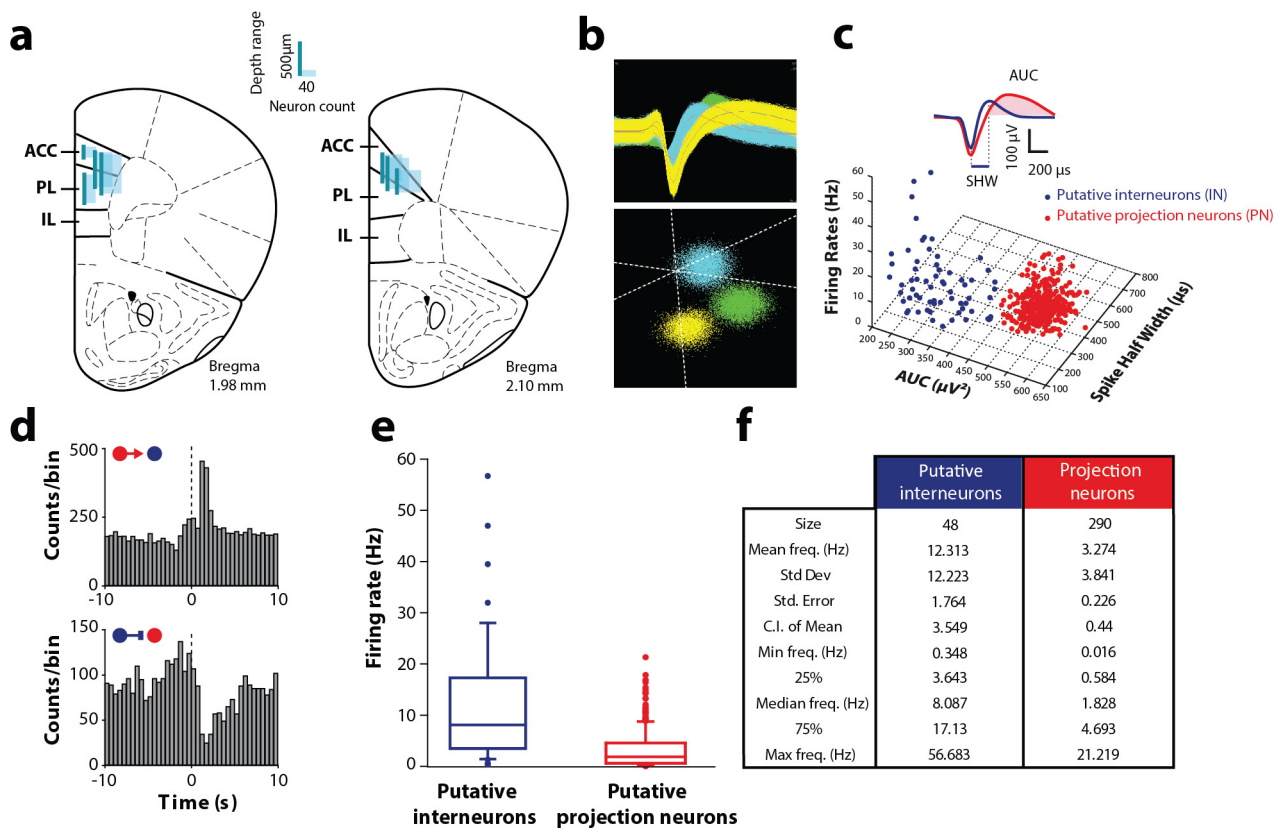 a
Depth range
500µm
40
Neuron count
ACC
PL
IL
Bregma
1.98 mm
ACC
PL
IL
Bregma
2.10 mm
b
c
AUC
100 µV
200 µs
SHW
Putative interneurons (IN)
Putative projection neurons (PN)
Firing Rates (Hz)
60
50
40
30
20
10
0
200
250
300
350
400
450
500
550
600
650
AUC (µV²)
100
200
300
400
500
600
700
800
Spike Half Width (µs)
d
Counts/bin
500
250
0
-10 0 10
Counts/bin
150
100
50
0
-10 0 10
Time (s)
e
Firing rate (Hz)
60
50
40
30
20
10
0
Putative interneurons
Putative projection neurons
f
Putative interneurons Projection neurons
Size 48 290
Mean freq. (Hz) 12.313 3.274
Std Dev 12.223 3.841
Std. Error 1.764 0.226
C.I. of Mean 3.549 0.44
Min freq. (Hz) 0.348 0.016
25% 3.643 0.584
Median freq. (Hz) 8.087 1.828
75% 17.13 4.693
Max freq. (Hz) 56.683 21.219